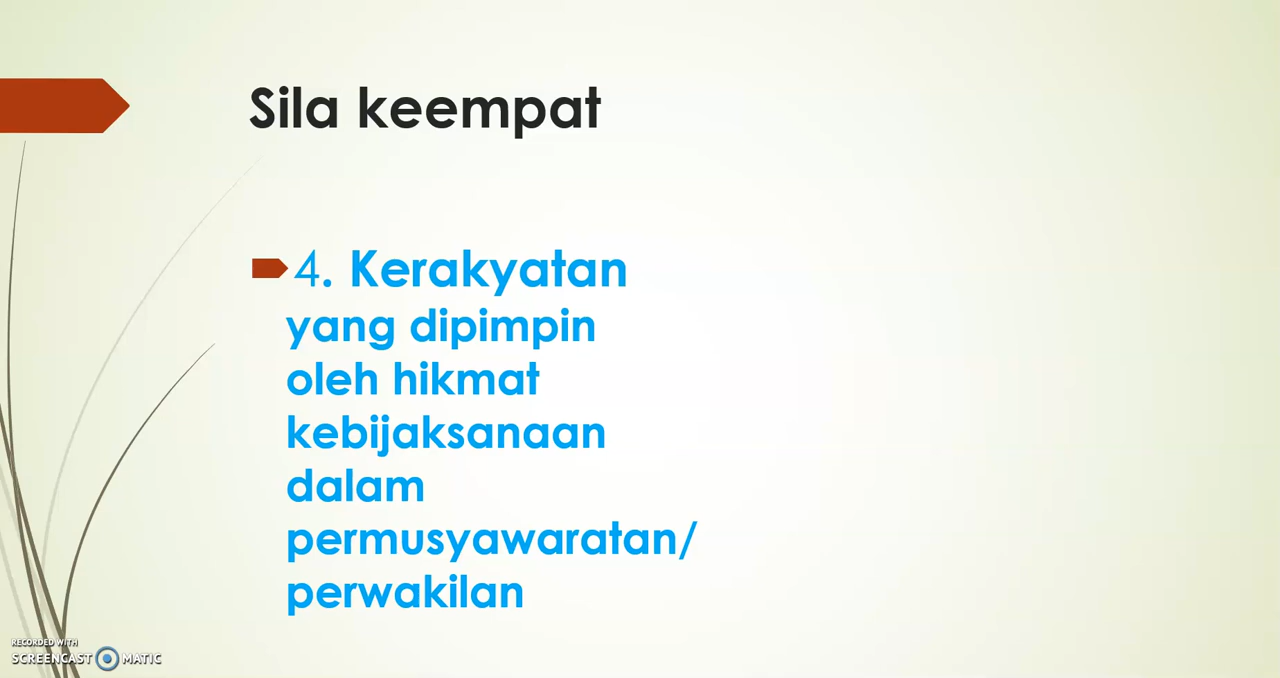 Sila keempat
4. Kerakyatan
yang dipimpin
oleh hikmat
kebijaksanaan
dalam
permusyawaratan/
perwakilan
RECORDED WITH
SCREENCAST MATIC